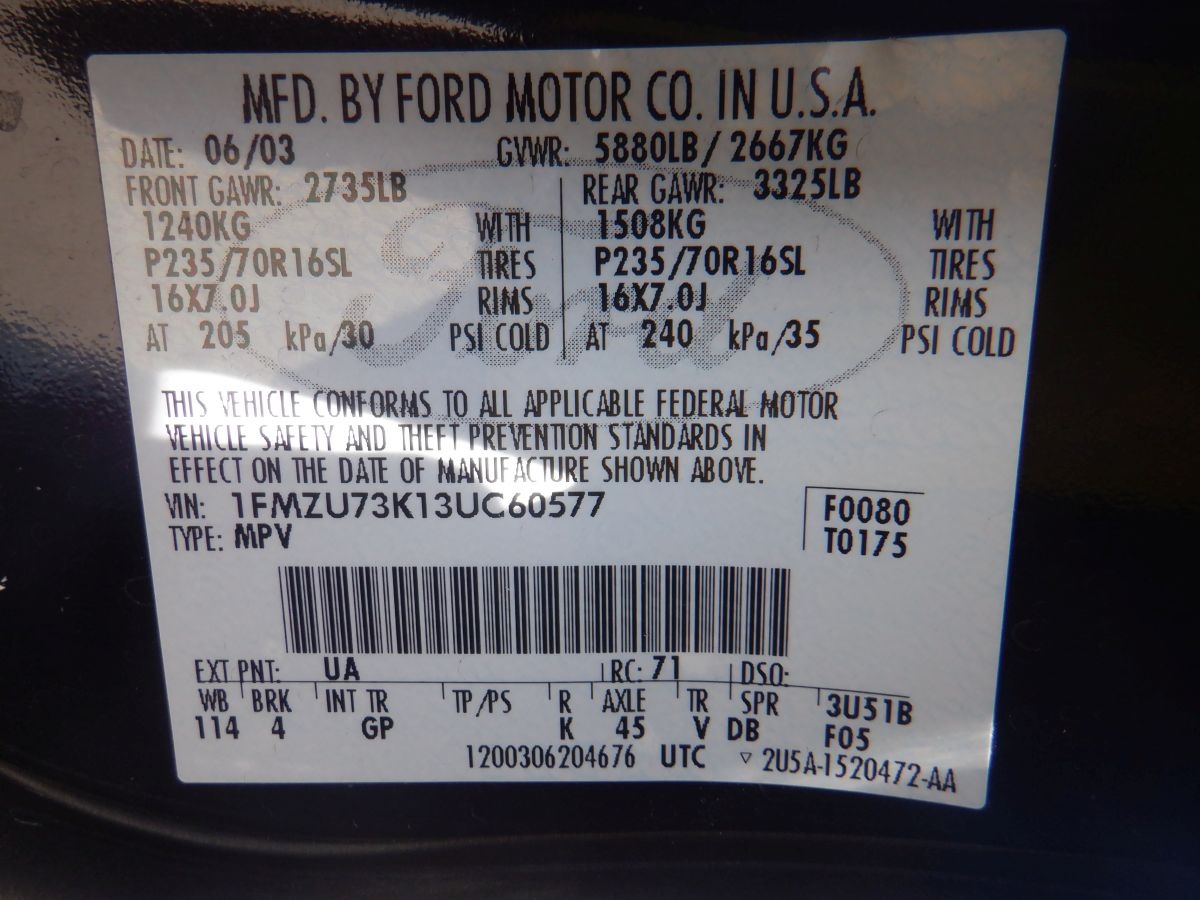 MFD. BY FORD MOTOR CO. IN U.S.A.
DATE: 06/03 GVWR: 5880LB/ 2667KG
FRONT GAWR: 2735LB REAR GAWR: 3325LB
1240KG WITH 1508KG WITH
P235/70R16SL TIRES P235/70R16SL TIRES
16X7.0J RIMS 16X7.0J RIMS
AT 205 kPa/30 PSI COLD AT 240 kPa/35 PSI COLD
Ford
THIS VEHICLE CONFORMS TO ALL APPLICABLE FEDERAL MOTOR
VEHICLE SAFETY AND THEFT PREVENTION STANDARDS IN
EFFECT ON THE DATE OF MANUFACTURE SHOWN ABOVE.
VIN: 1FMZU73K13UC60577 F0080
TYPE: MPV T0175
EXT PNT: UA RC: 71 DSO:
WB BRK INT TR TP/PS R AXLE TR SPR 3U51B
114 4 GP K 45 V DB F05
1200306204676 UTC ▽ 2U5A-1520472-AA